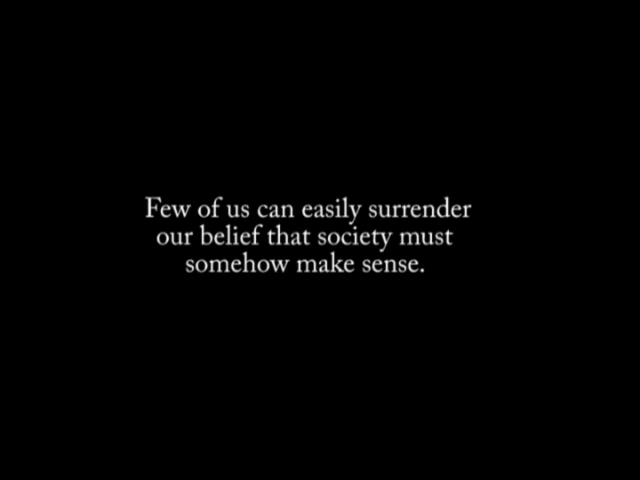 Few of us can easily surrender
our belief that society must
somehow make sense.